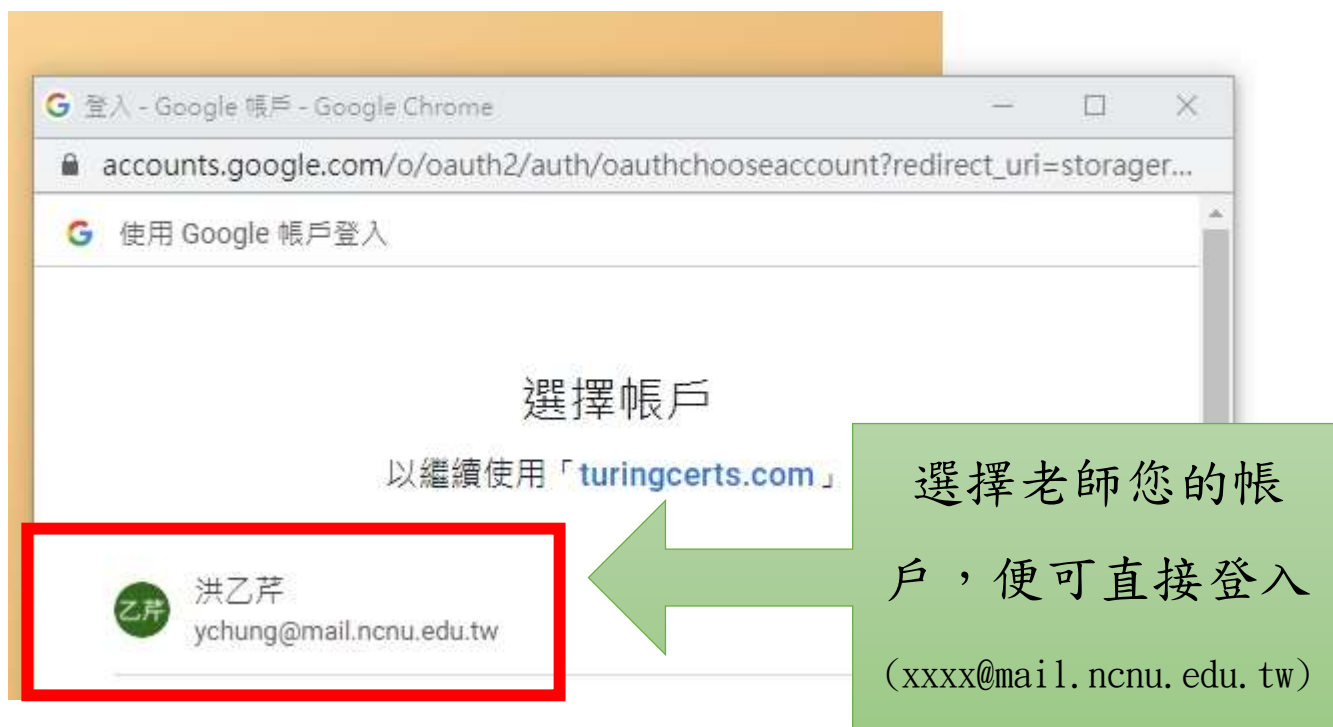 登入 - Google 帳戶 - Google Chrome
accounts.google.com/o/oauth2/auth/oauthchooseaccount?redirect_uri=storager...
使用 Google 帳戶登入
選擇帳戶
以繼續使用「turingcerts.com」
乙芹
洪乙芹
ychung@mail.ncnu.edu.tw
選擇老師您的帳
戶，便可直接登入
(xxxx@mail.ncnu.edu.tw)